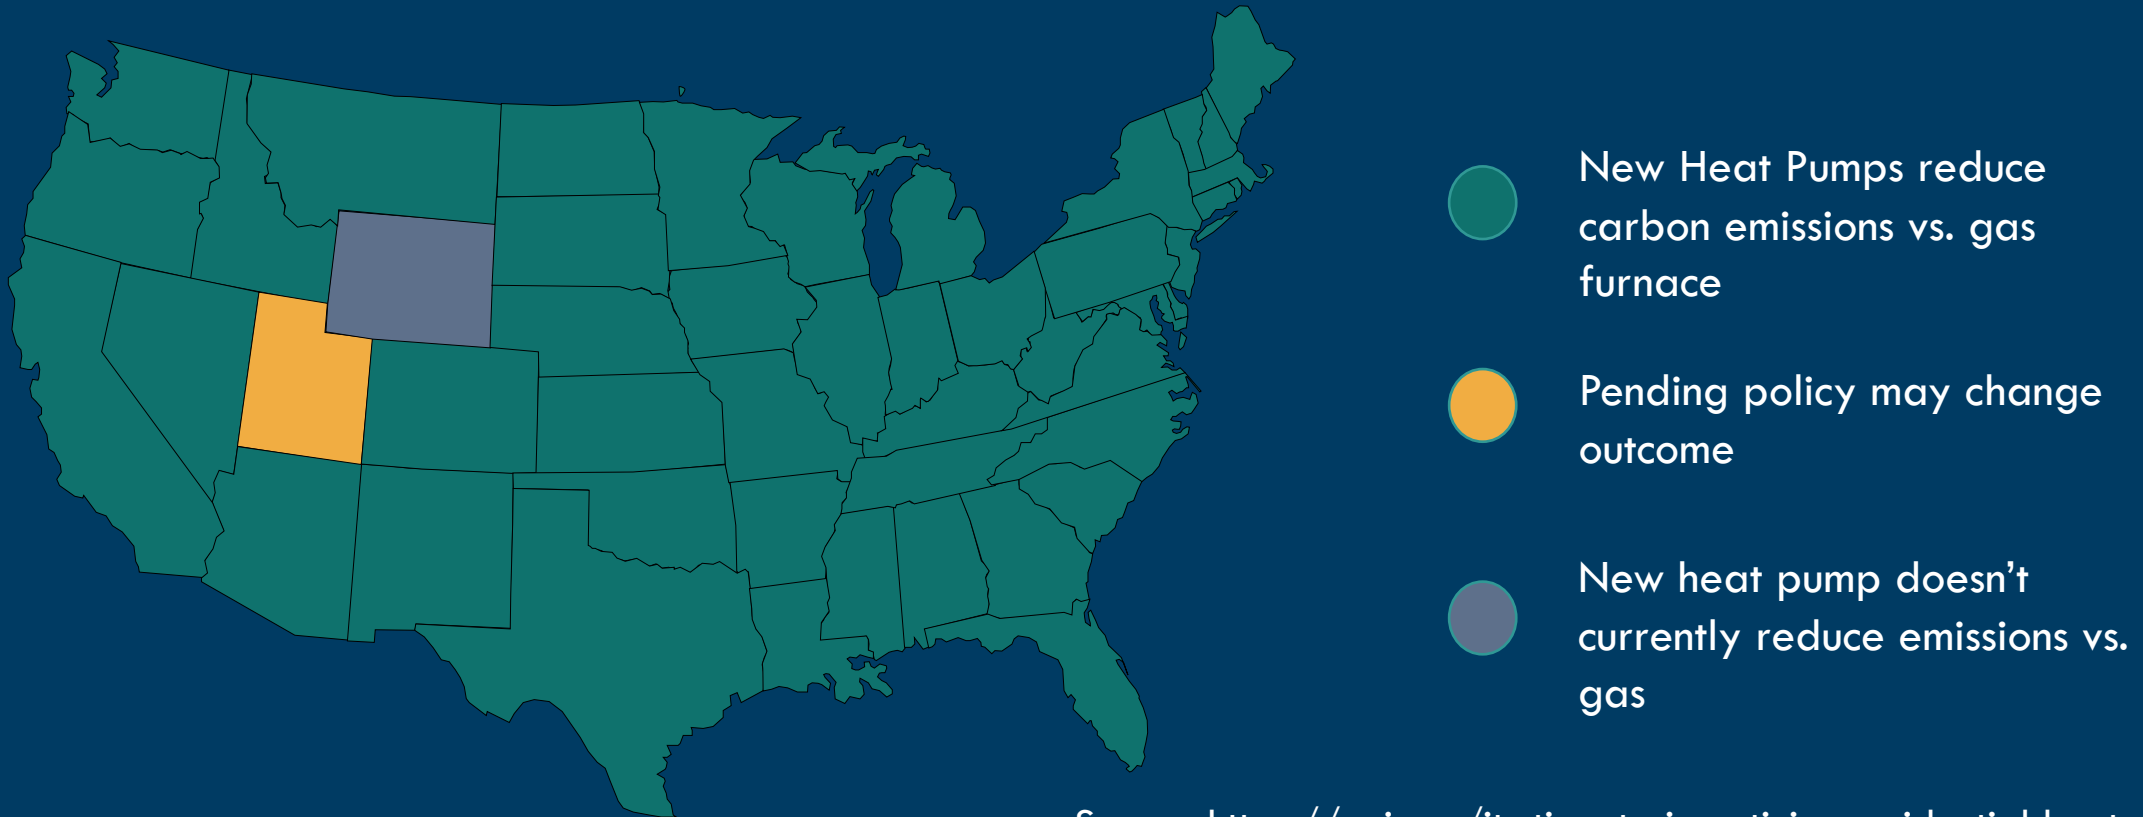 New Heat Pumps reduce
carbon emissions vs. gas
furnace
Pending policy may change
outcome
New heat pump doesn't
currently reduce emissions vs.
gas